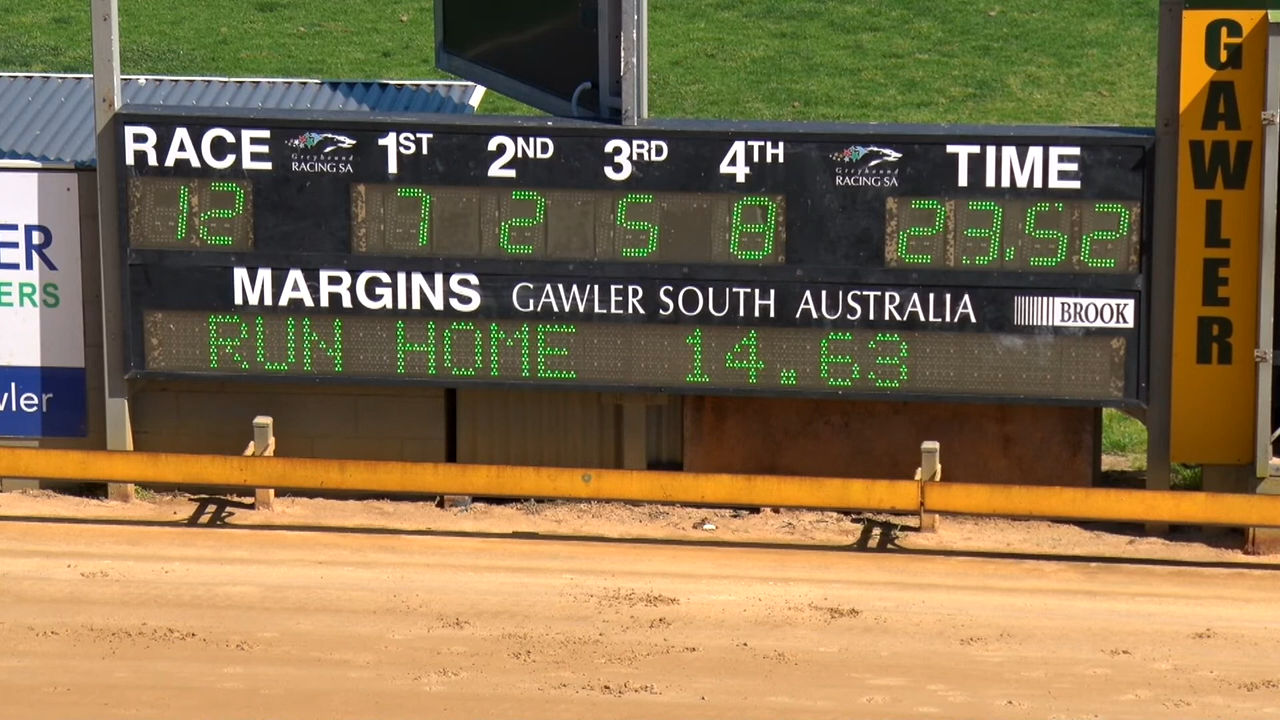 RACE 1ST 2ND 3RD 4TH TIME
Greyhound RACING SA
Greyhound RACING SA
12 7 2 5 8 23.52
MARGINS GAWLER SOUTH AUSTRALIA BROOK
RUN HOME 14.63
GAWLER
ER
ERS
wler